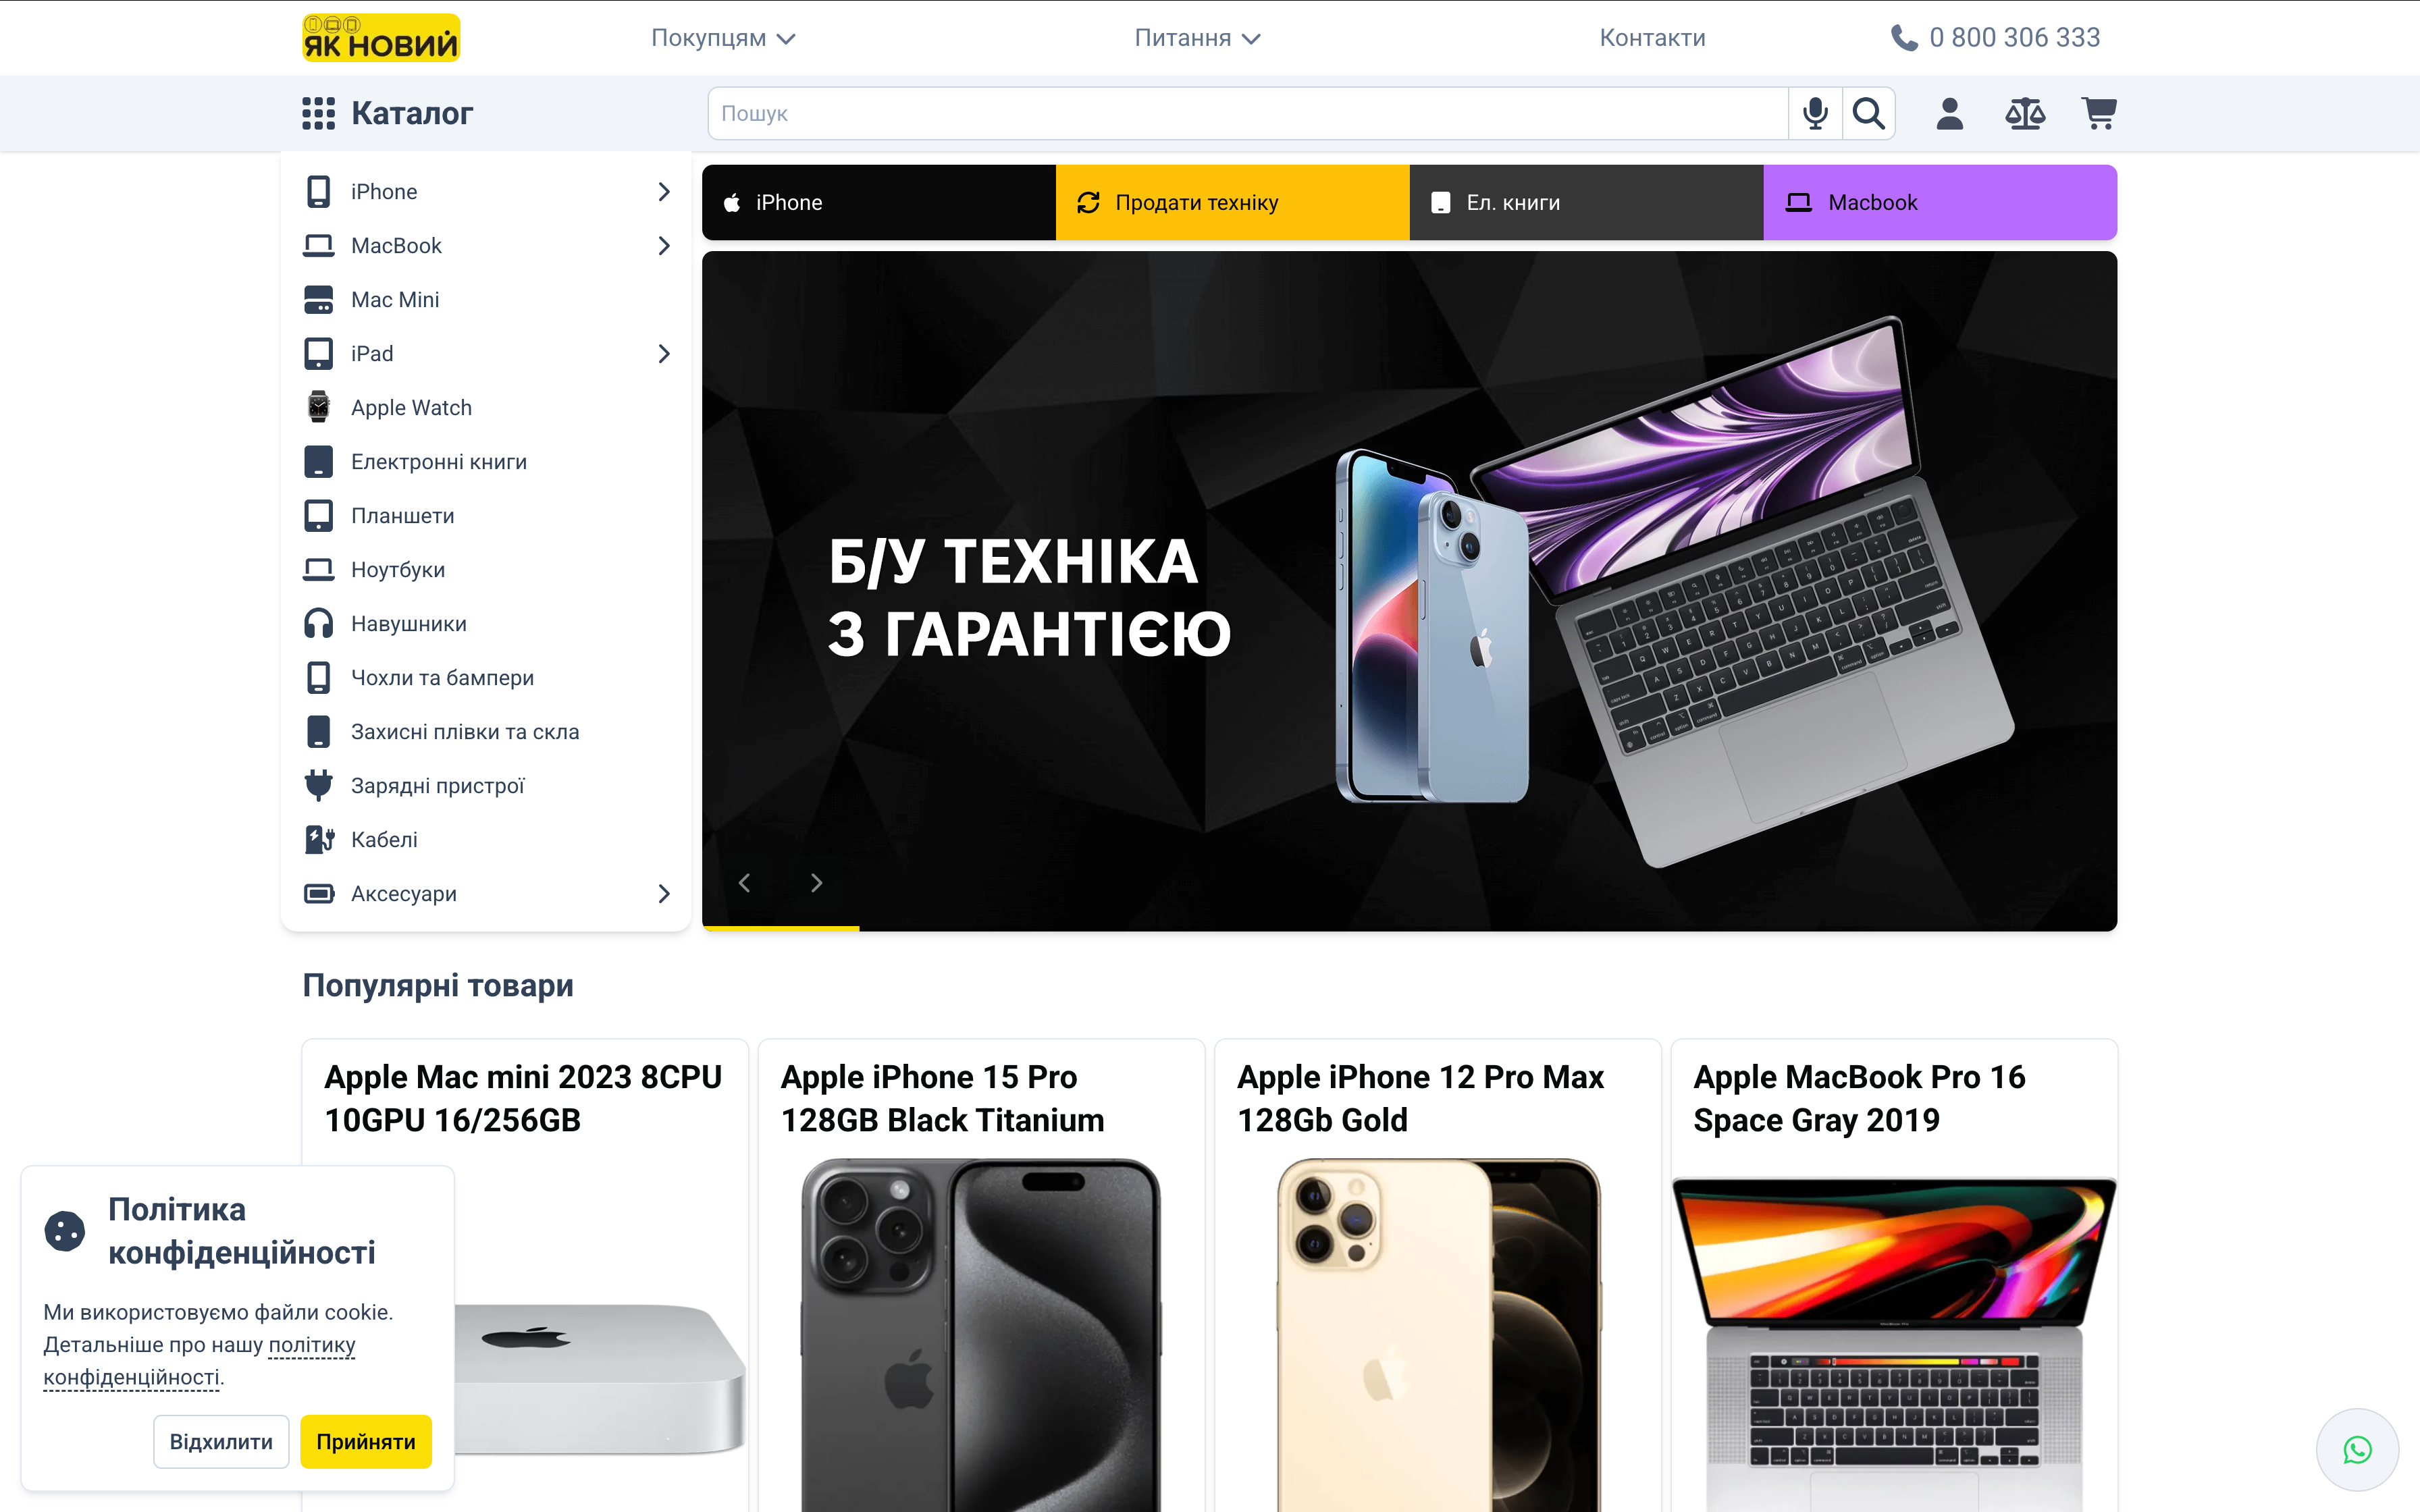 ЯК НОВИЙ
Покупцям
Питання
Контакти
0 800 306 333
Каталог
Пошук
iPhone
MacBook
Mac Mini
iPad
Apple Watch
Електронні книги
Планшети
Ноутбуки
Навушники
Чохли та бампери
Захисні плівки та скла
Зарядні пристрої
Кабелі
Аксесуари
iPhone
Продати техніку
Ел. книги
Macbook
Б/У ТЕХНІКА
З ГАРАНТІЄЮ
Популярні товари
Apple Mac mini 2023 8CPU
10GPU 16/256GB
Apple iPhone 15 Pro
128GB Black Titanium
Apple iPhone 12 Pro Max
128Gb Gold
Apple MacBook Pro 16
Space Gray 2019
Політика
конфіденційності
Ми використовуємо файли cookie.
Детальніше про нашу політику
конфіденційності.
Відхилити
Прийняти